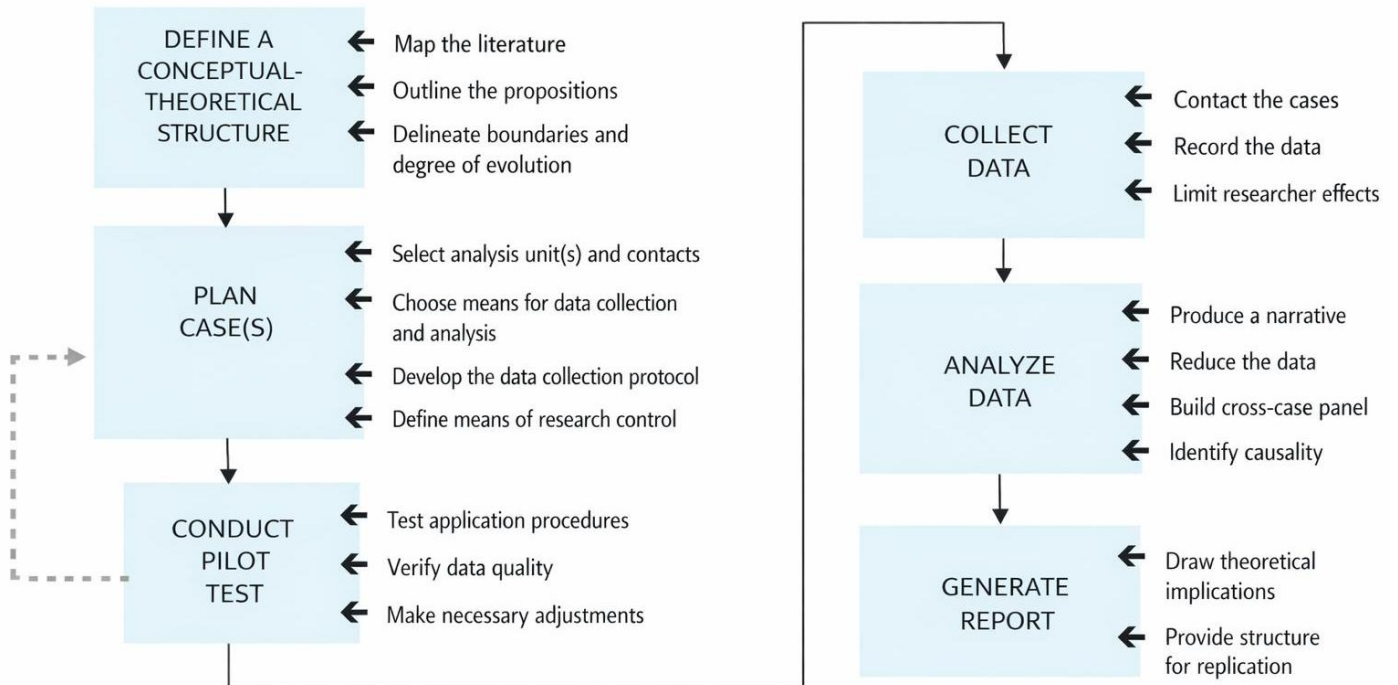 DEFINE A
CONCEPTUAL-
THEORETICAL
STRUCTURE
Map the literature
Outline the propositions
Delineate boundaries and
degree of evolution
PLAN
CASE(S)
Select analysis unit(s) and contacts
Choose means for data collection
and analysis
Develop the data collection protocol
Define means of research control
CONDUCT
PILOT
TEST
Test application procedures
Verify data quality
Make necessary adjustments
COLLECT
DATA
Contact the cases
Record the data
Limit researcher effects
ANALYZE
DATA
Produce a narrative
Reduce the data
Build cross-case panel
Identify causality
GENERATE
REPORT
Draw theoretical
implications
Provide structure
for replication